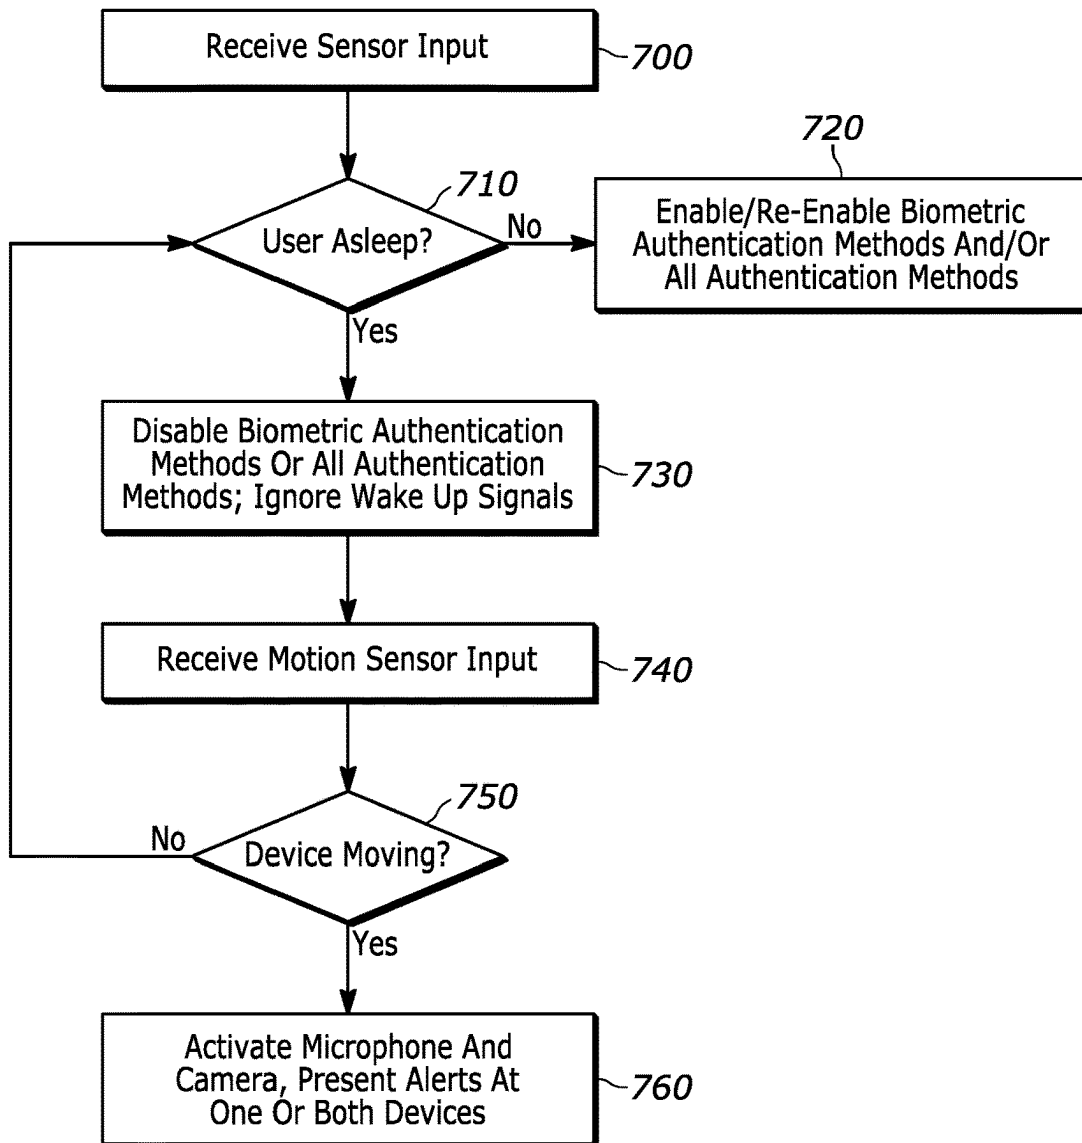 Receive Sensor Input
700
720
710
User Asleep?
No
Enable/Re-Enable Biometric
Authentication Methods And/Or
All Authentication Methods
Yes
Disable Biometric Authentication
Methods Or All Authentication
Methods; Ignore Wake Up Signals
730
Receive Motion Sensor Input
740
750
No
Device Moving?
Yes
Activate Microphone And
Camera, Present Alerts At
One Or Both Devices
760